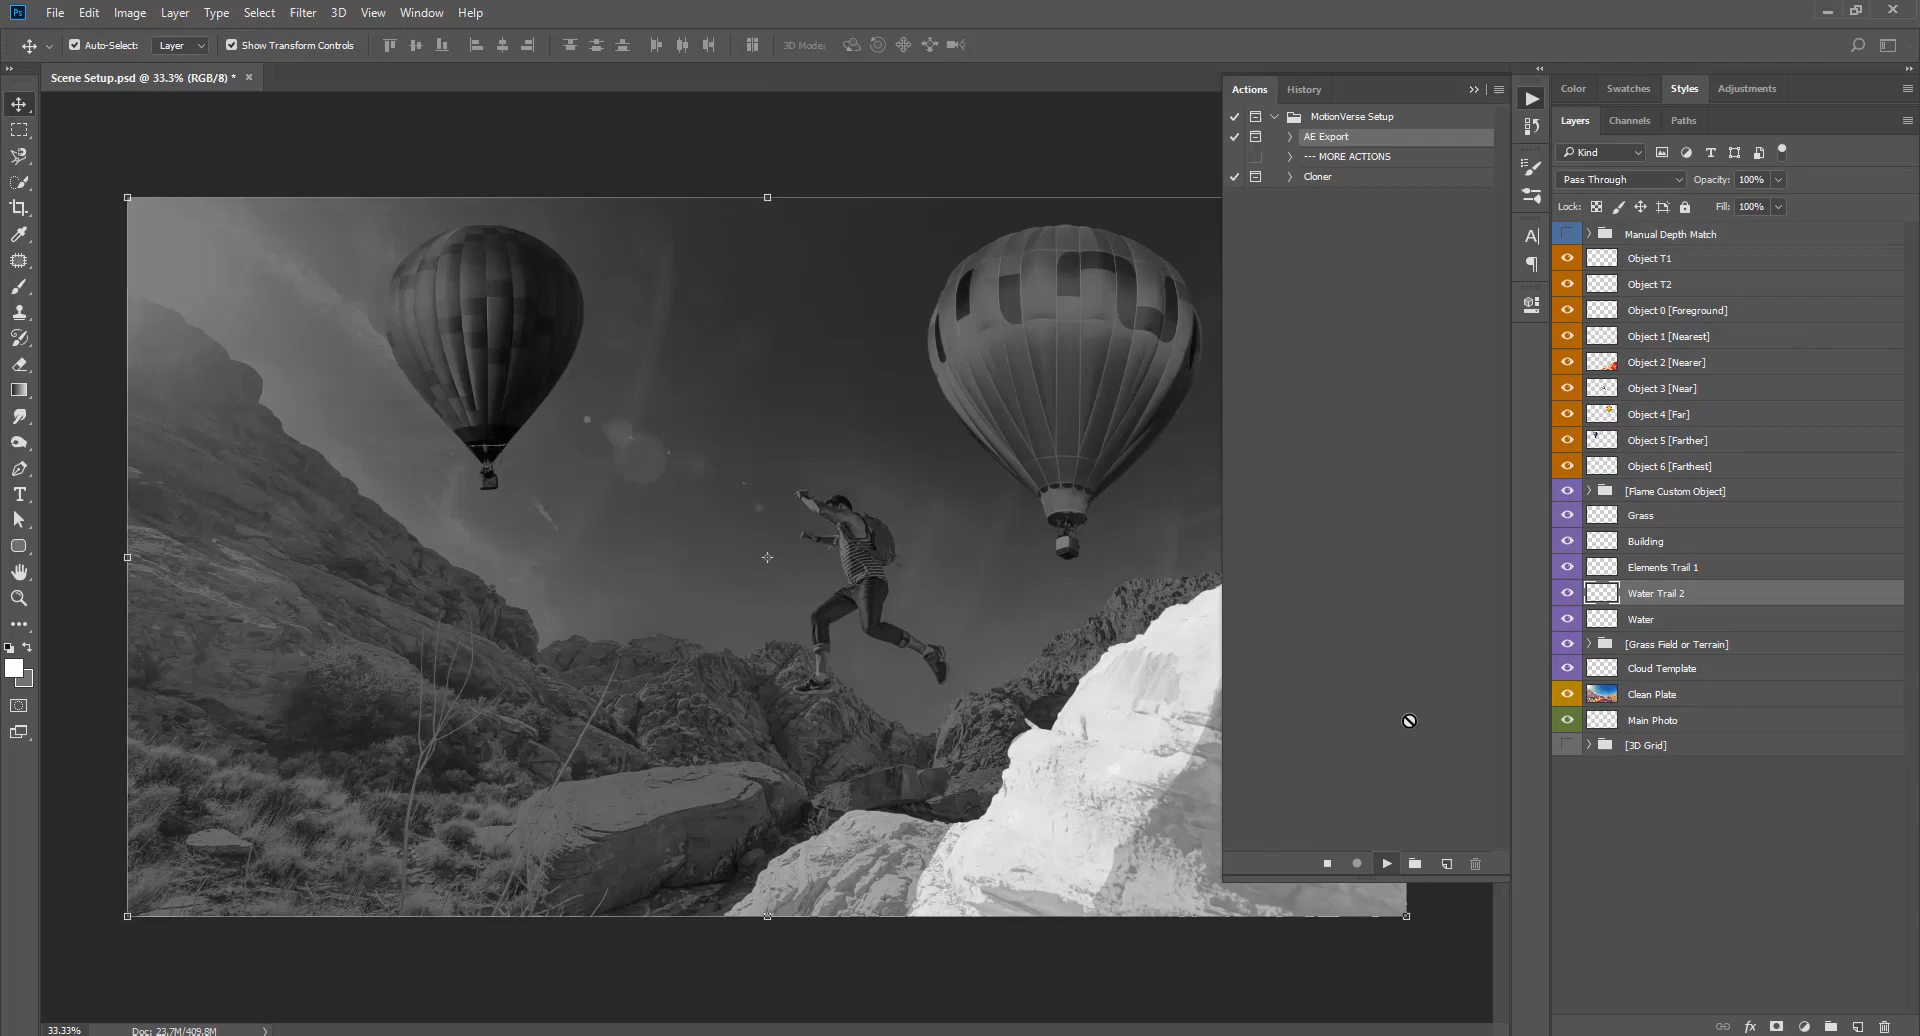 Ps File Edit Image Layer Type Select Filter 3D View Window Help
Auto-Select: Layer Show Transform Controls 3D Mode:
Scene Setup.psd @ 33.3% (RGB/8) *
Actions History
MotionVerse Setup
AE Export
--- MORE ACTIONS
Cloner
Color Swatches Styles Adjustments
Layers Channels Paths
Kind
Pass Through Opacity: 100%
Lock: Fill: 100%
Manual Depth Match
Object T1
Object T2
Object 0 [Foreground]
Object 1 [Nearest]
Object 2 [Nearer]
Object 3 [Near]
Object 4 [Far]
Object 5 [Farther]
Object 6 [Farthest]
[Flame Custom Object]
Grass
Building
Elements Trail 1
Water Trail 2
Water
[Grass Field or Terrain]
Cloud Template
Clean Plate
Main Photo
[3D Grid]
33.33% Doc: 23.7M/409.8M